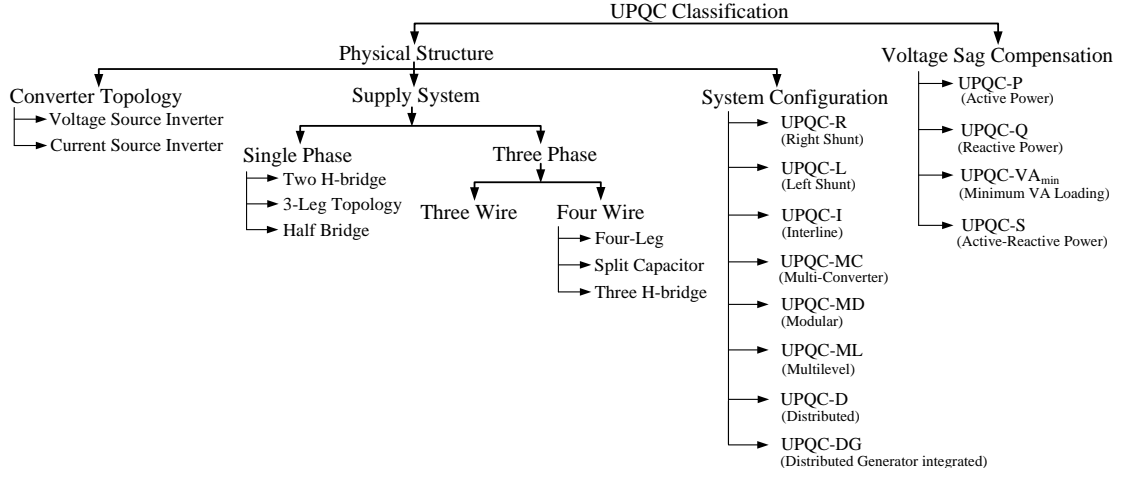 UPQC Classification
Physical Structure
Voltage Sag Compensation
Converter Topology
Voltage Source Inverter
Current Source Inverter
Supply System
Single Phase
Two H-bridge
3-Leg Topology
Half Bridge
Three Phase
Three Wire
Four Wire
Four-Leg
Split Capacitor
Three H-bridge
System Configuration
UPQC-R
(Right Shunt)
UPQC-L
(Left Shunt)
UPQC-I
(Interline)
UPQC-MC
(Multi-Converter)
UPQC-MD
(Modular)
UPQC-ML
(Multilevel)
UPQC-D
(Distributed)
UPQC-DG
(Distributed Generator integrated)
UPQC-P
(Active Power)
UPQC-Q
(Reactive Power)
UPQC-VAmin
(Minimum VA Loading)
UPQC-S
(Active-Reactive Power)